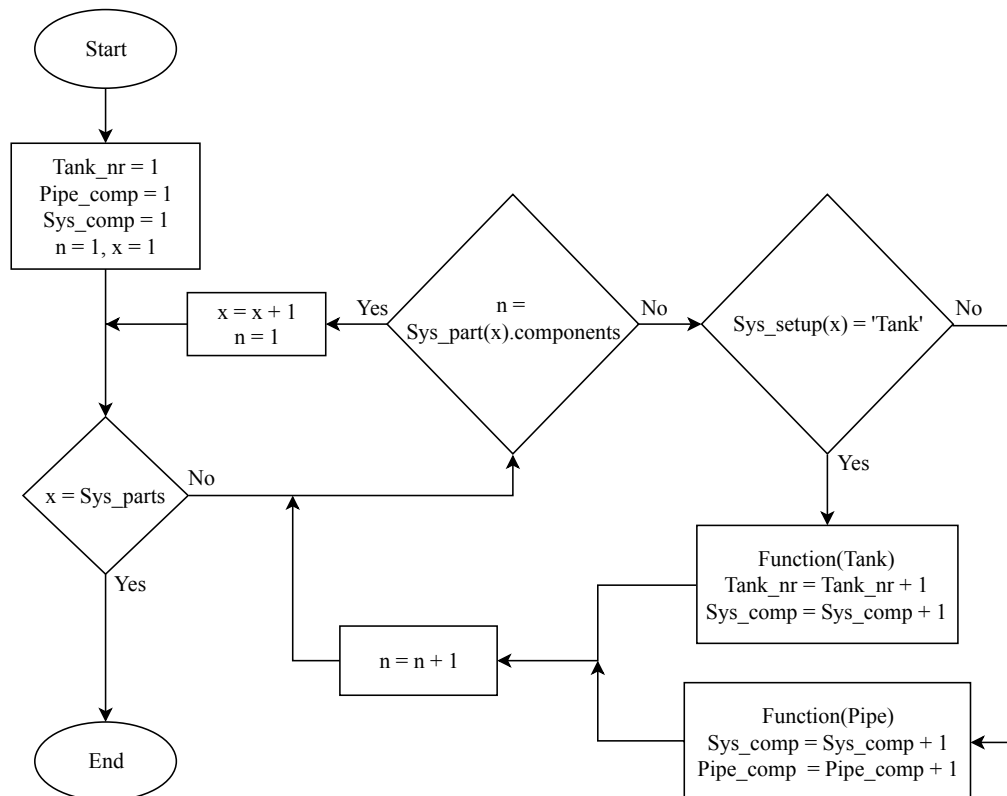 Start
Tank_nr = 1
Pipe_comp = 1
Sys_comp = 1
n = 1, x = 1
x = x + 1
n = 1
Yes
n =
Sys_part(x).components
No
Sys_setup(x) = 'Tank'
No
Yes
x = Sys_parts
No
Yes
Function(Tank)
Tank_nr = Tank_nr + 1
Sys_comp = Sys_comp + 1
n = n + 1
Function(Pipe)
Sys_comp = Sys_comp + 1
Pipe_comp = Pipe_comp + 1
End